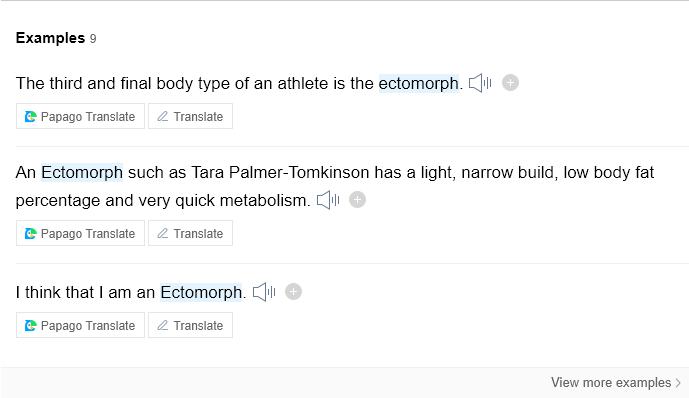 Examples 9
The third and final body type of an athlete is the ectomorph.
Papago Translate Translate
An Ectomorph such as Tara Palmer-Tomkinson has a light, narrow build, low body fat
percentage and very quick metabolism.
Papago Translate Translate
I think that I am an Ectomorph.
Papago Translate Translate
View more examples